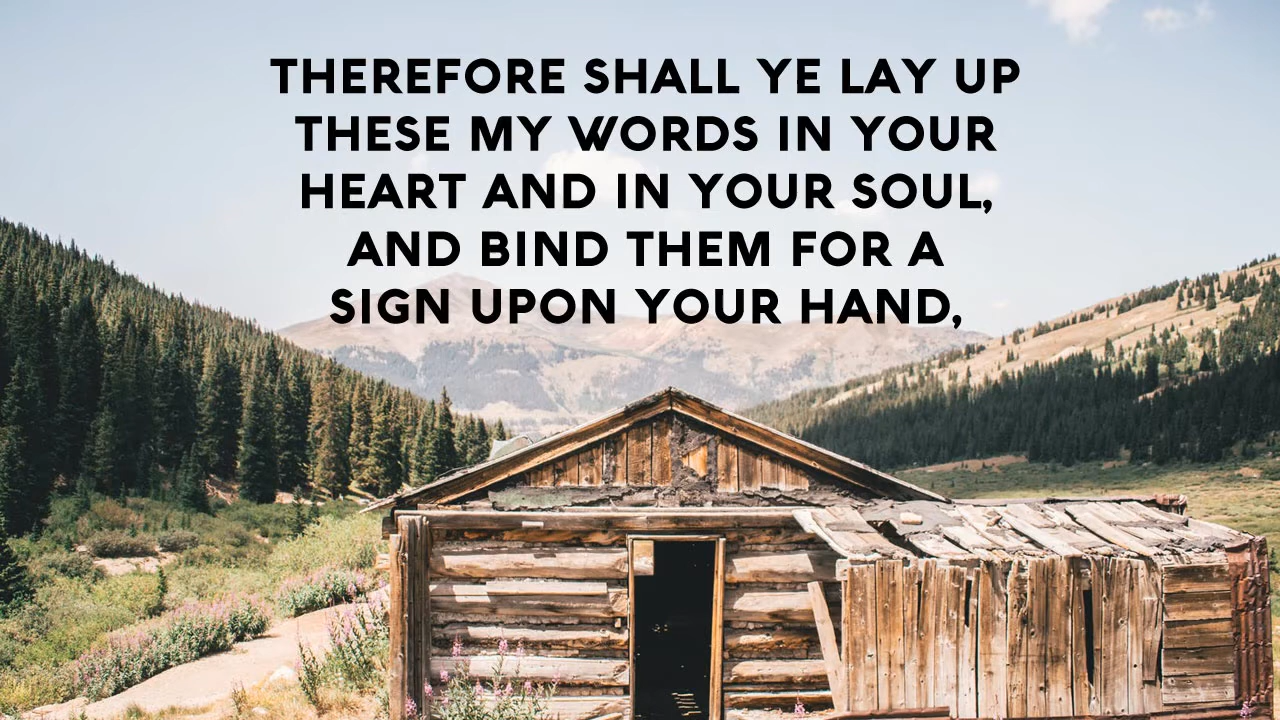 THEREFORE SHALL YE LAY UP
THESE MY WORDS IN YOUR
HEART AND IN YOUR SOUL,
AND BIND THEM FOR A
SIGN UPON YOUR HAND,